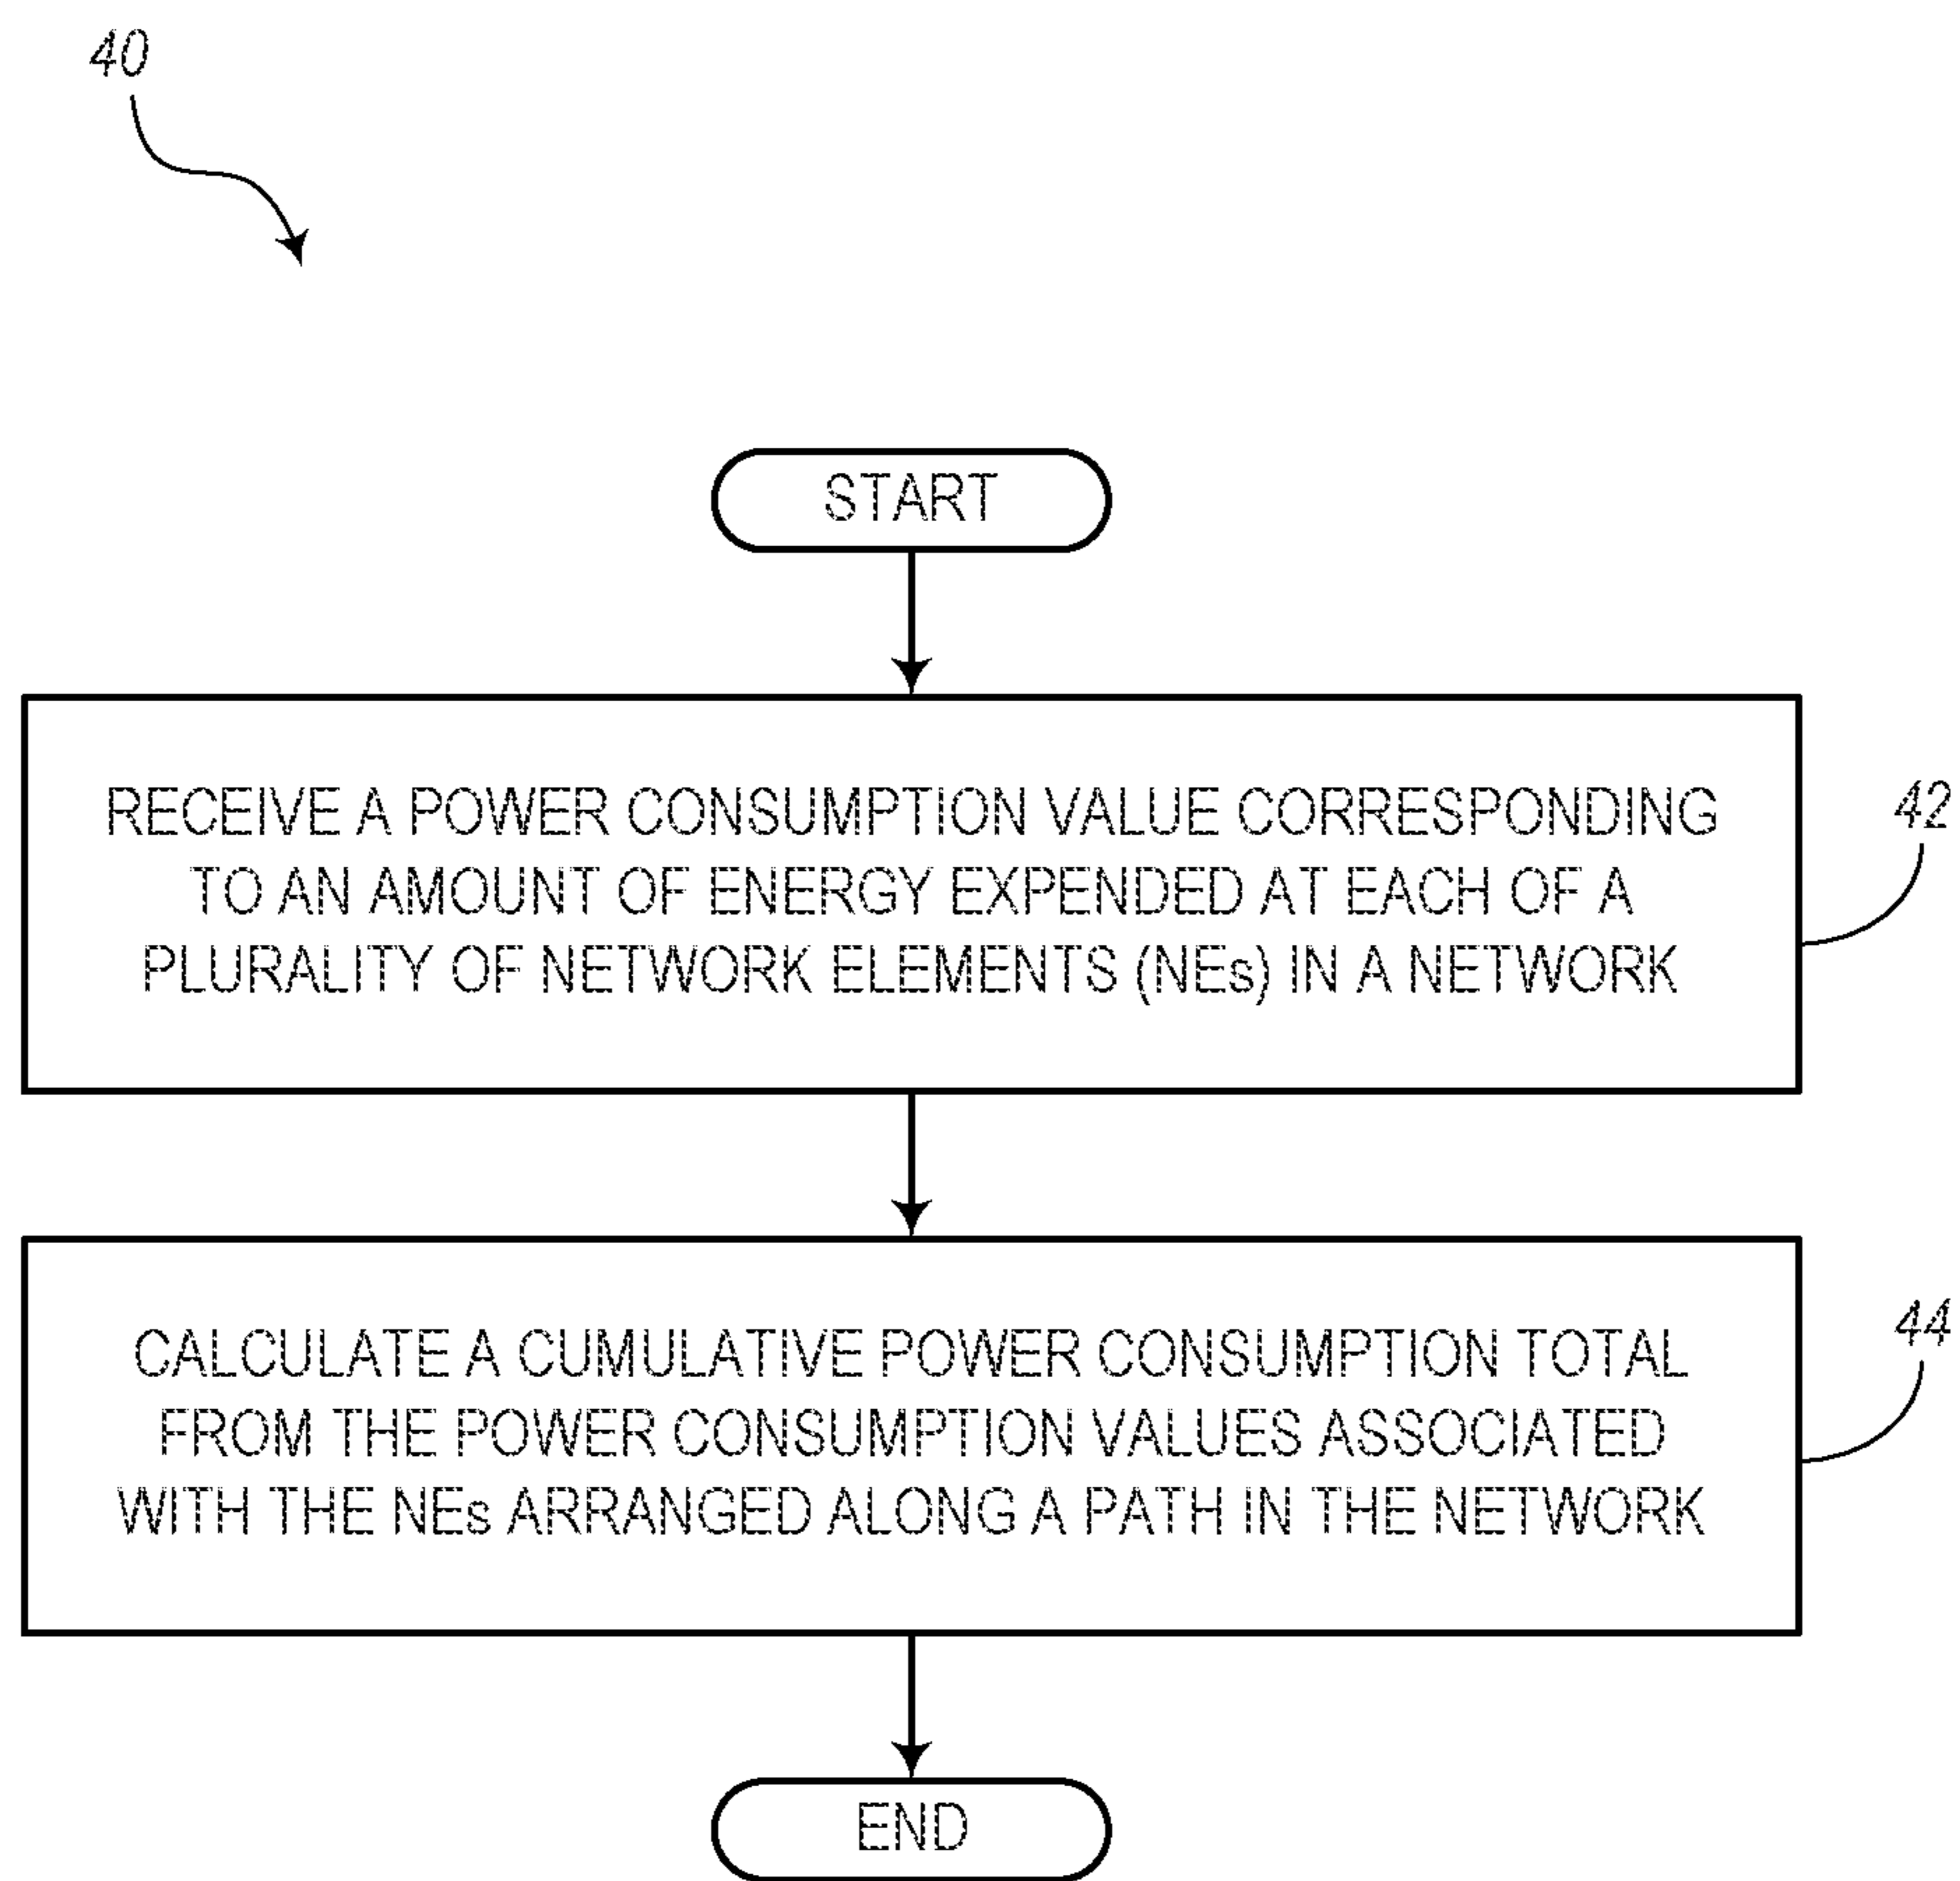 40
START
RECEIVE A POWER CONSUMPTION VALUE CORRESPONDING
TO AN AMOUNT OF ENERGY EXPENDED AT EACH OF A
PLURALITY OF NETWORK ELEMENTS (NEs) IN A NETWORK
42
CALCULATE A CUMULATIVE POWER CONSUMPTION TOTAL
FROM THE POWER CONSUMPTION VALUES ASSOCIATED
WITH THE NEs ARRANGED ALONG A PATH IN THE NETWORK
44
END